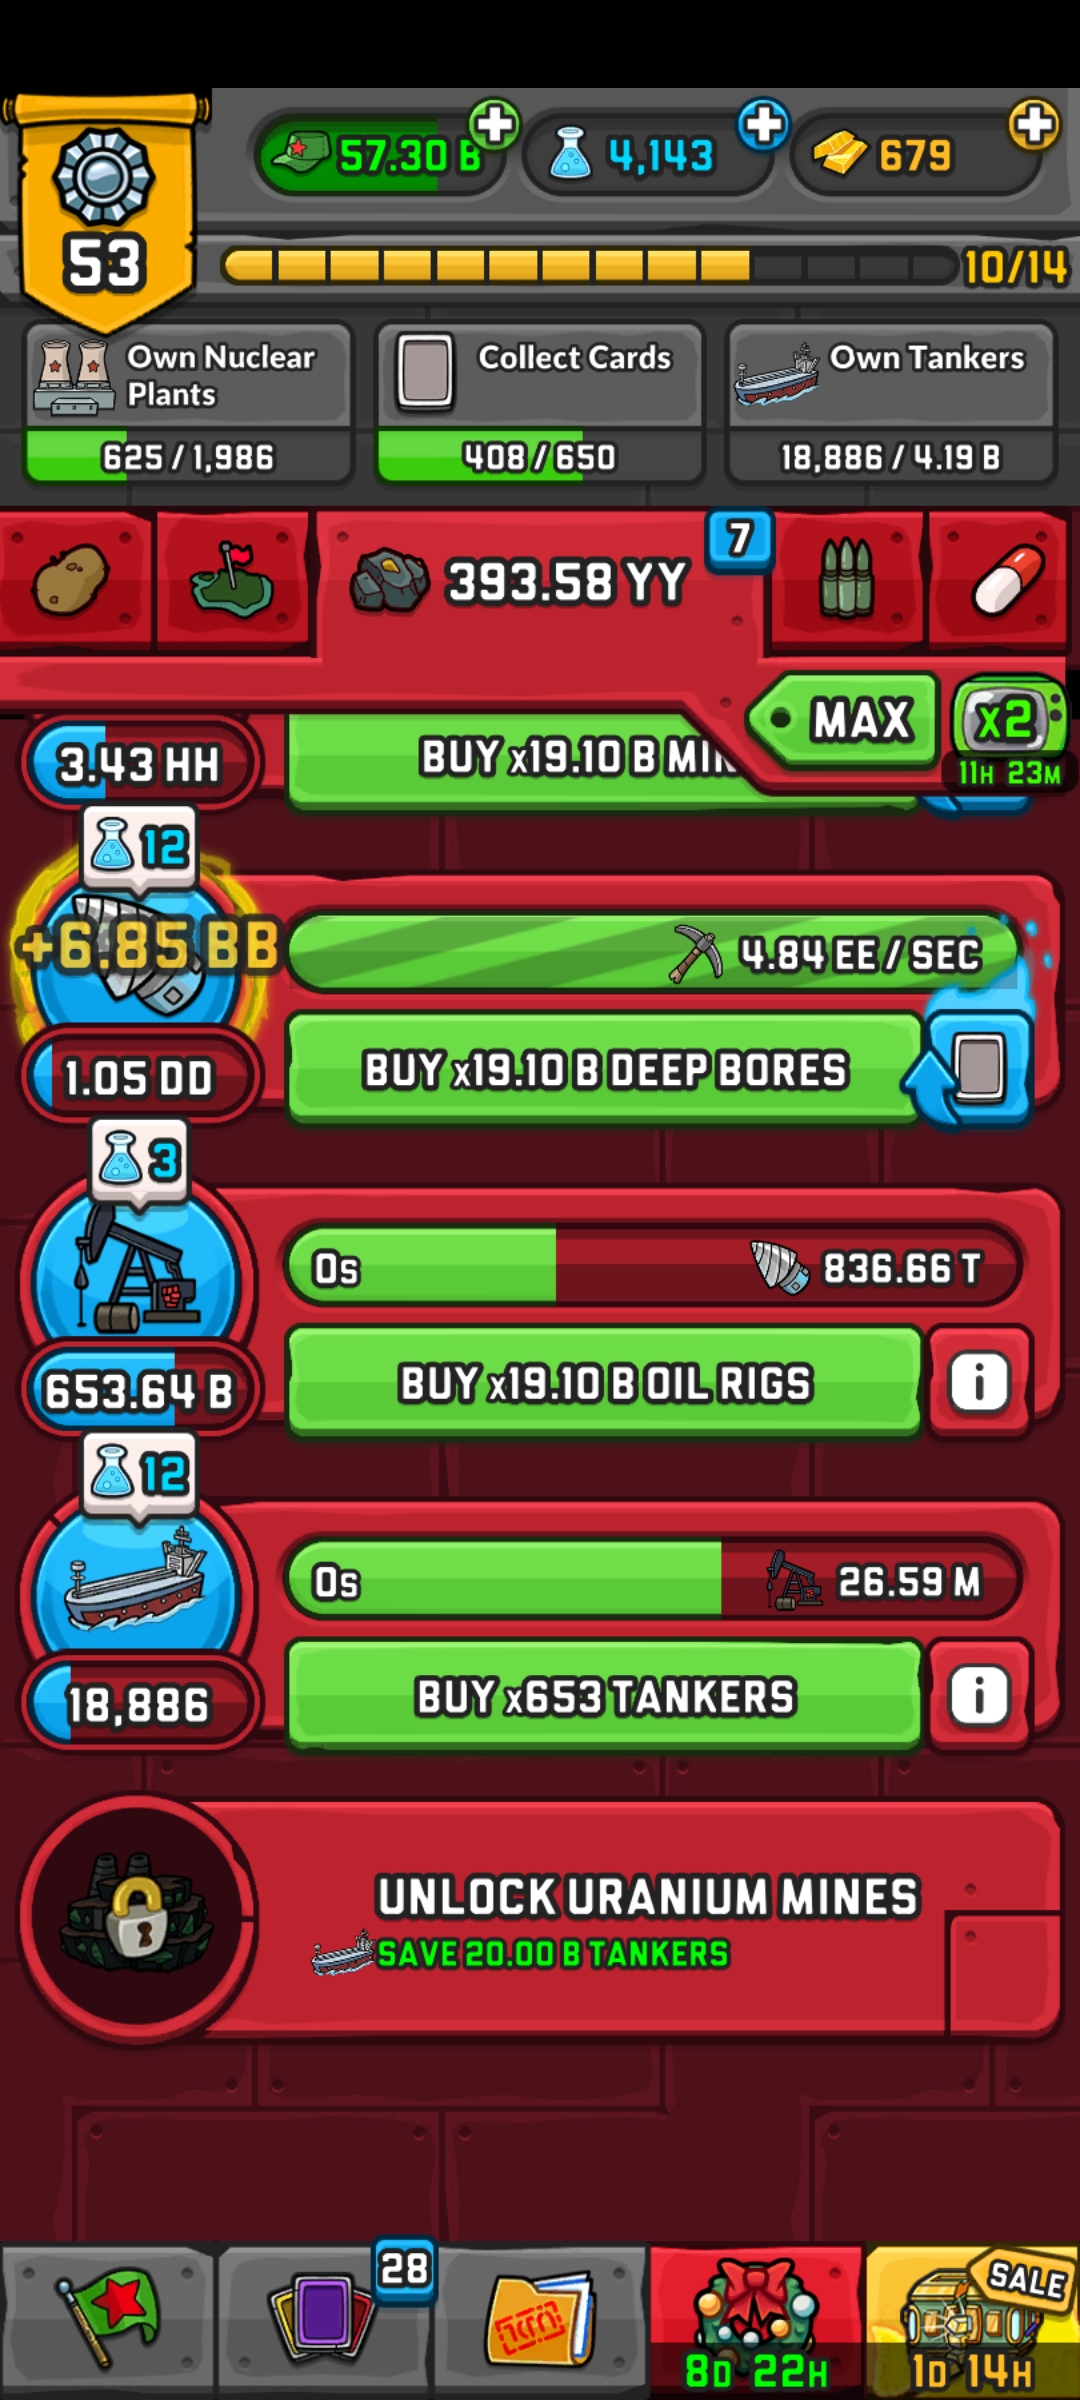 57.30 B
4,143
679
53
10/14
Own Nuclear Plants
Collect Cards
Own Tankers
625 / 1,986
408 / 650
18,886 / 4.19 B
393.58 YY
7
MAX
x2
11H 23M
3.43 HH
BUY x19.10 B MIN
12
+6.85 BB
4.84 EE / SEC
1.05 DD
BUY x19.10 B DEEP BORES
3
0s
836.66 T
653.64 B
BUY x19.10 B OIL RIGS
12
0s
26.59 M
18,886
BUY x653 TANKERS
UNLOCK URANIUM MINES
SAVE 20.00 B TANKERS
28
SALE
8D 22H
1D 14H